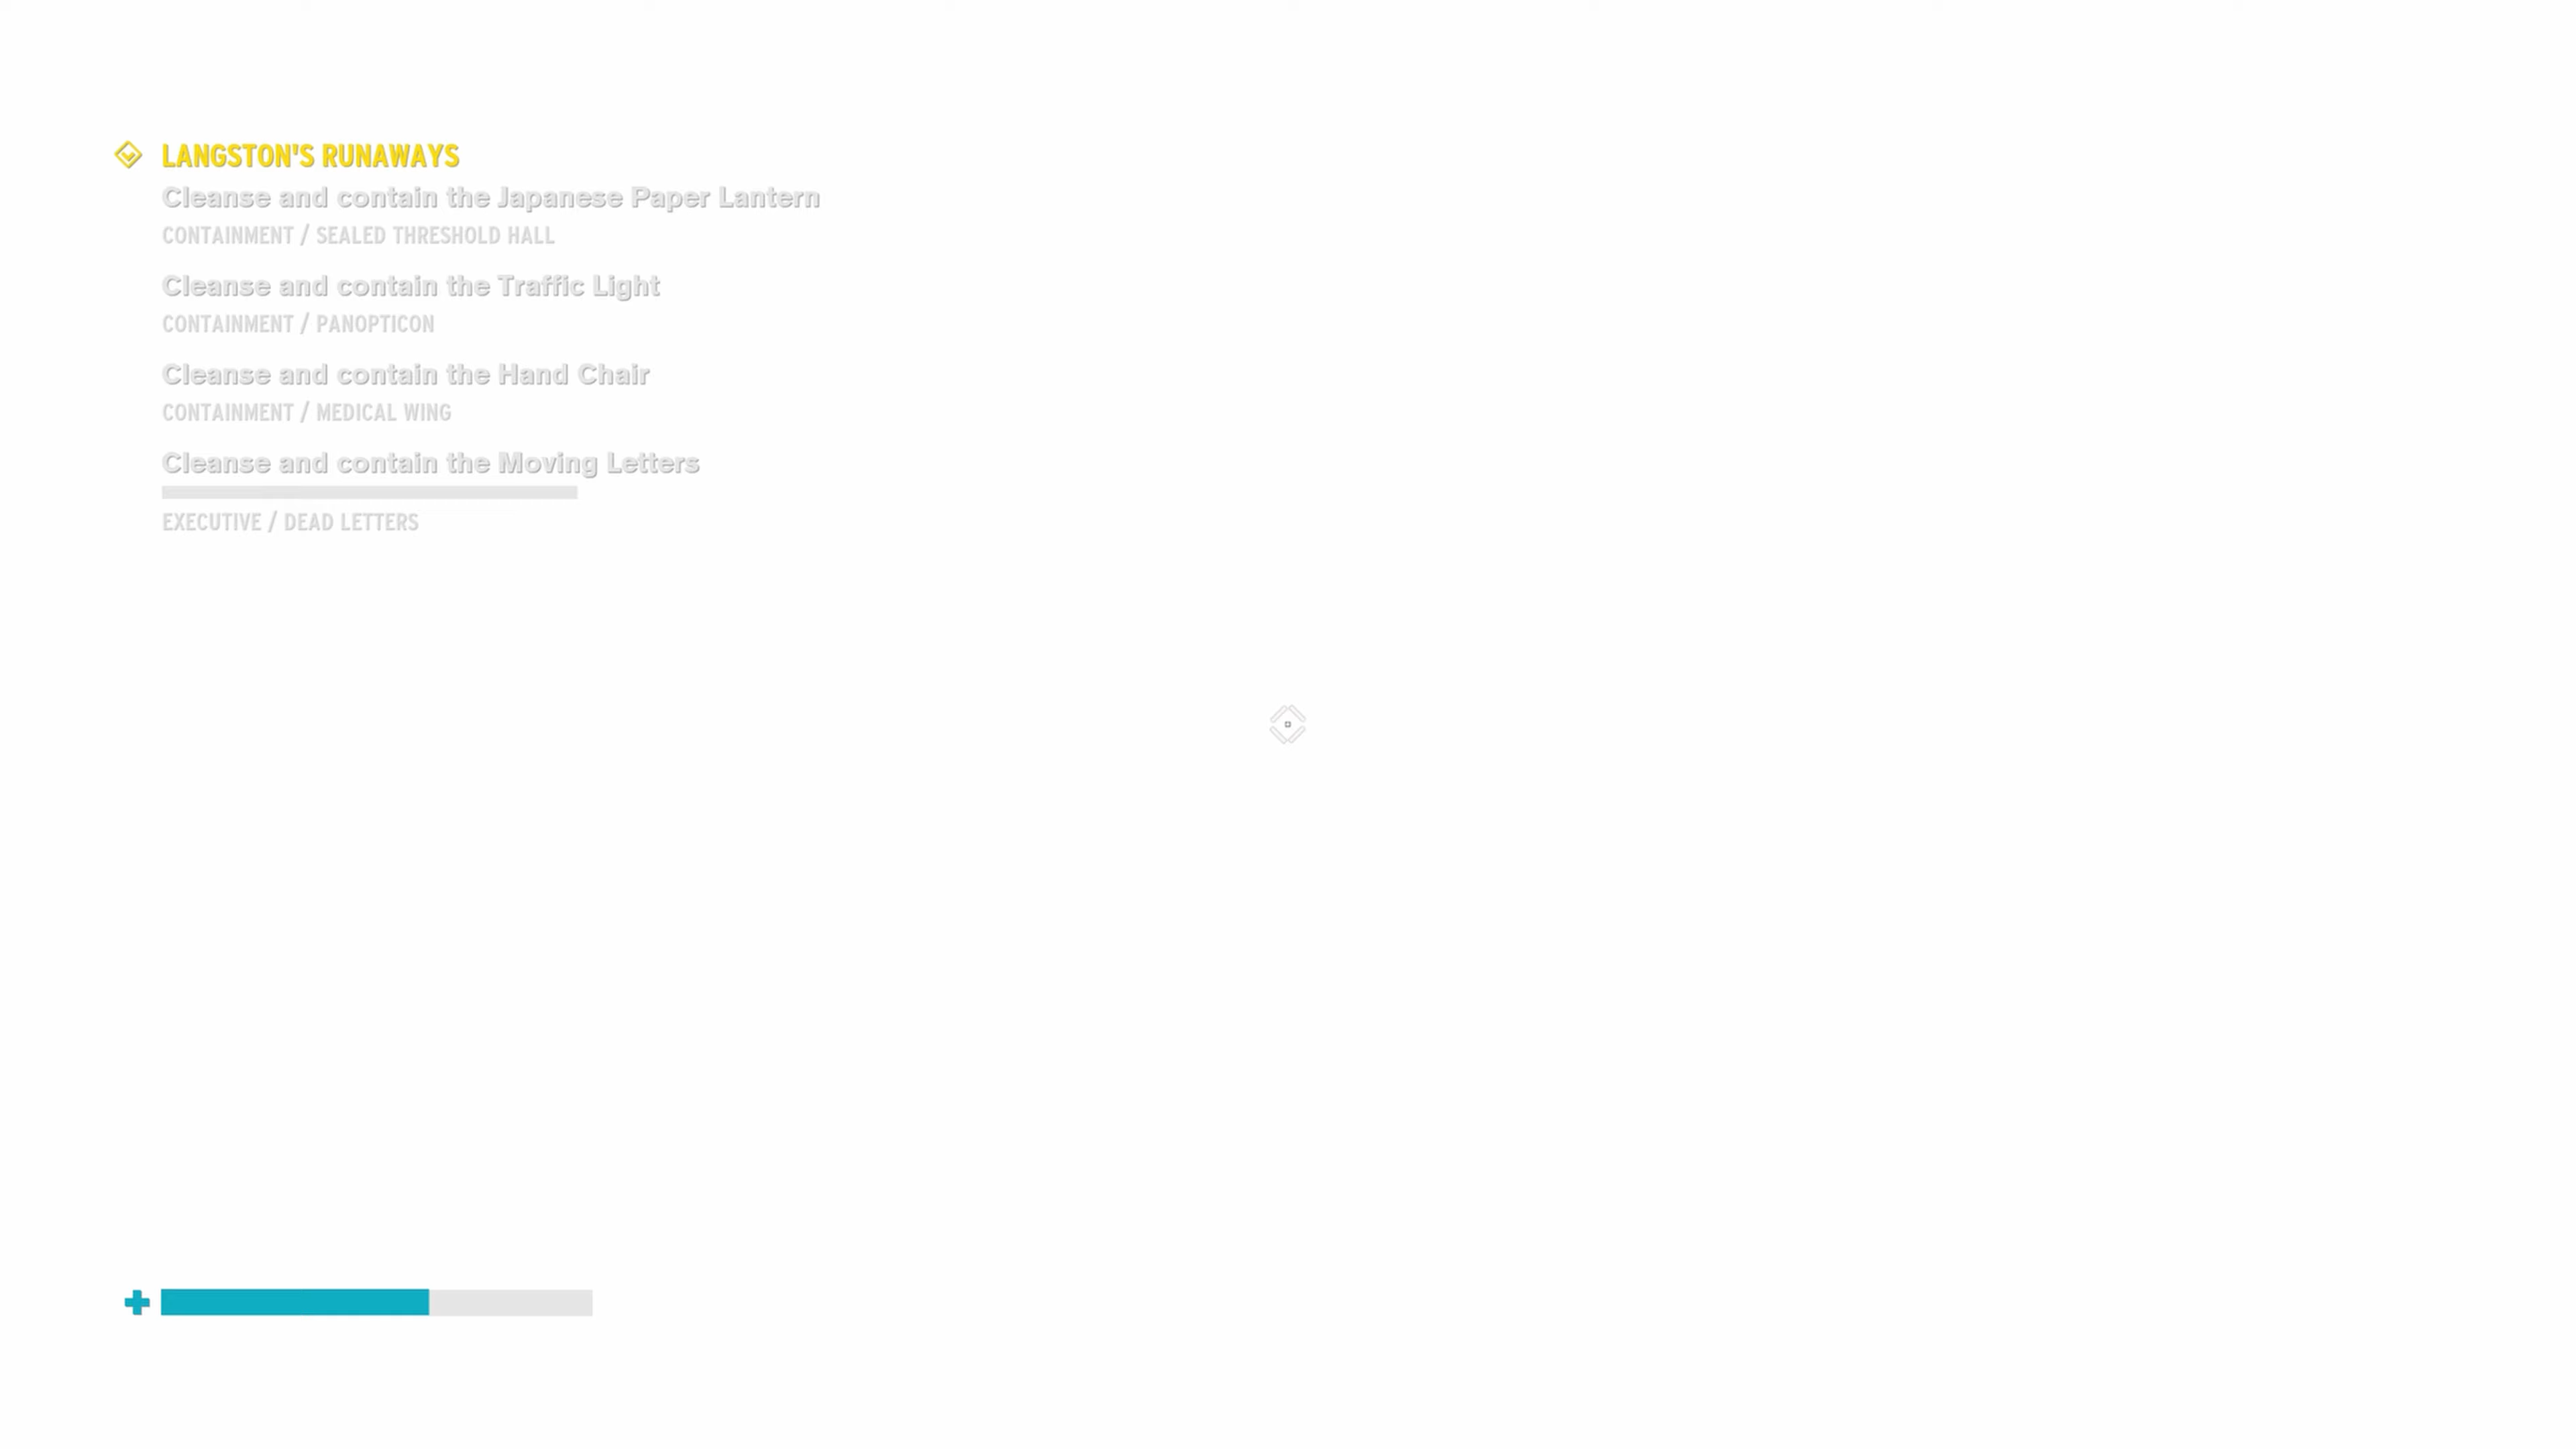 LANGSTON'S RUNAWAYS
Cleanse and contain the Japanese Paper Lantern
CONTAINMENT / SEALED THRESHOLD HALL
Cleanse and contain the Traffic Light
CONTAINMENT / PANOPTICON
Cleanse and contain the Hand Chair
CONTAINMENT / MEDICAL WING
Cleanse and contain the Moving Letters
EXECUTIVE / DEAD LETTERS